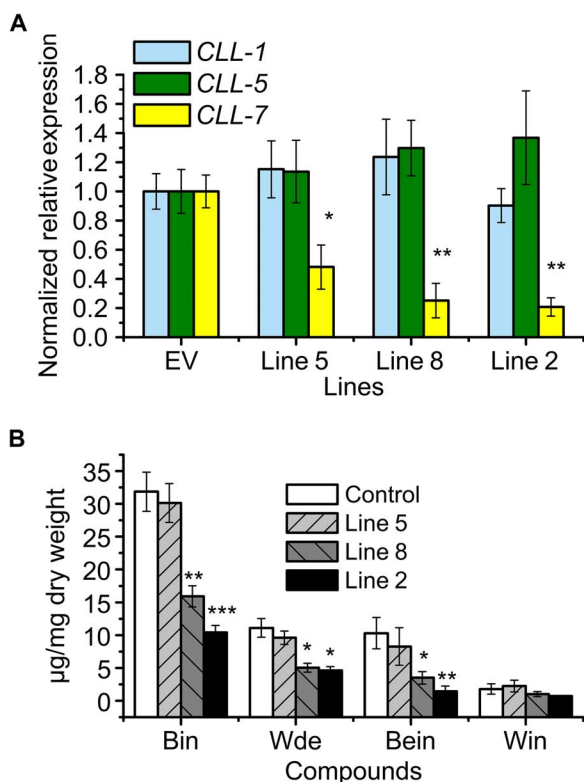 A
CLL-1
CLL-5
CLL-7
Normalized relative expression
1.8
1.6
1.4
1.2
1.0
0.8
0.6
0.4
0.2
0.0
* ** **
EV Line 5 Line 8 Line 2
Lines
B
µg/mg dry weight
35
30
25
20
15
10
5
0
Control
Line 5
Line 8
Line 2
** *** * * * **
Bin Wde Bein Win
Compounds